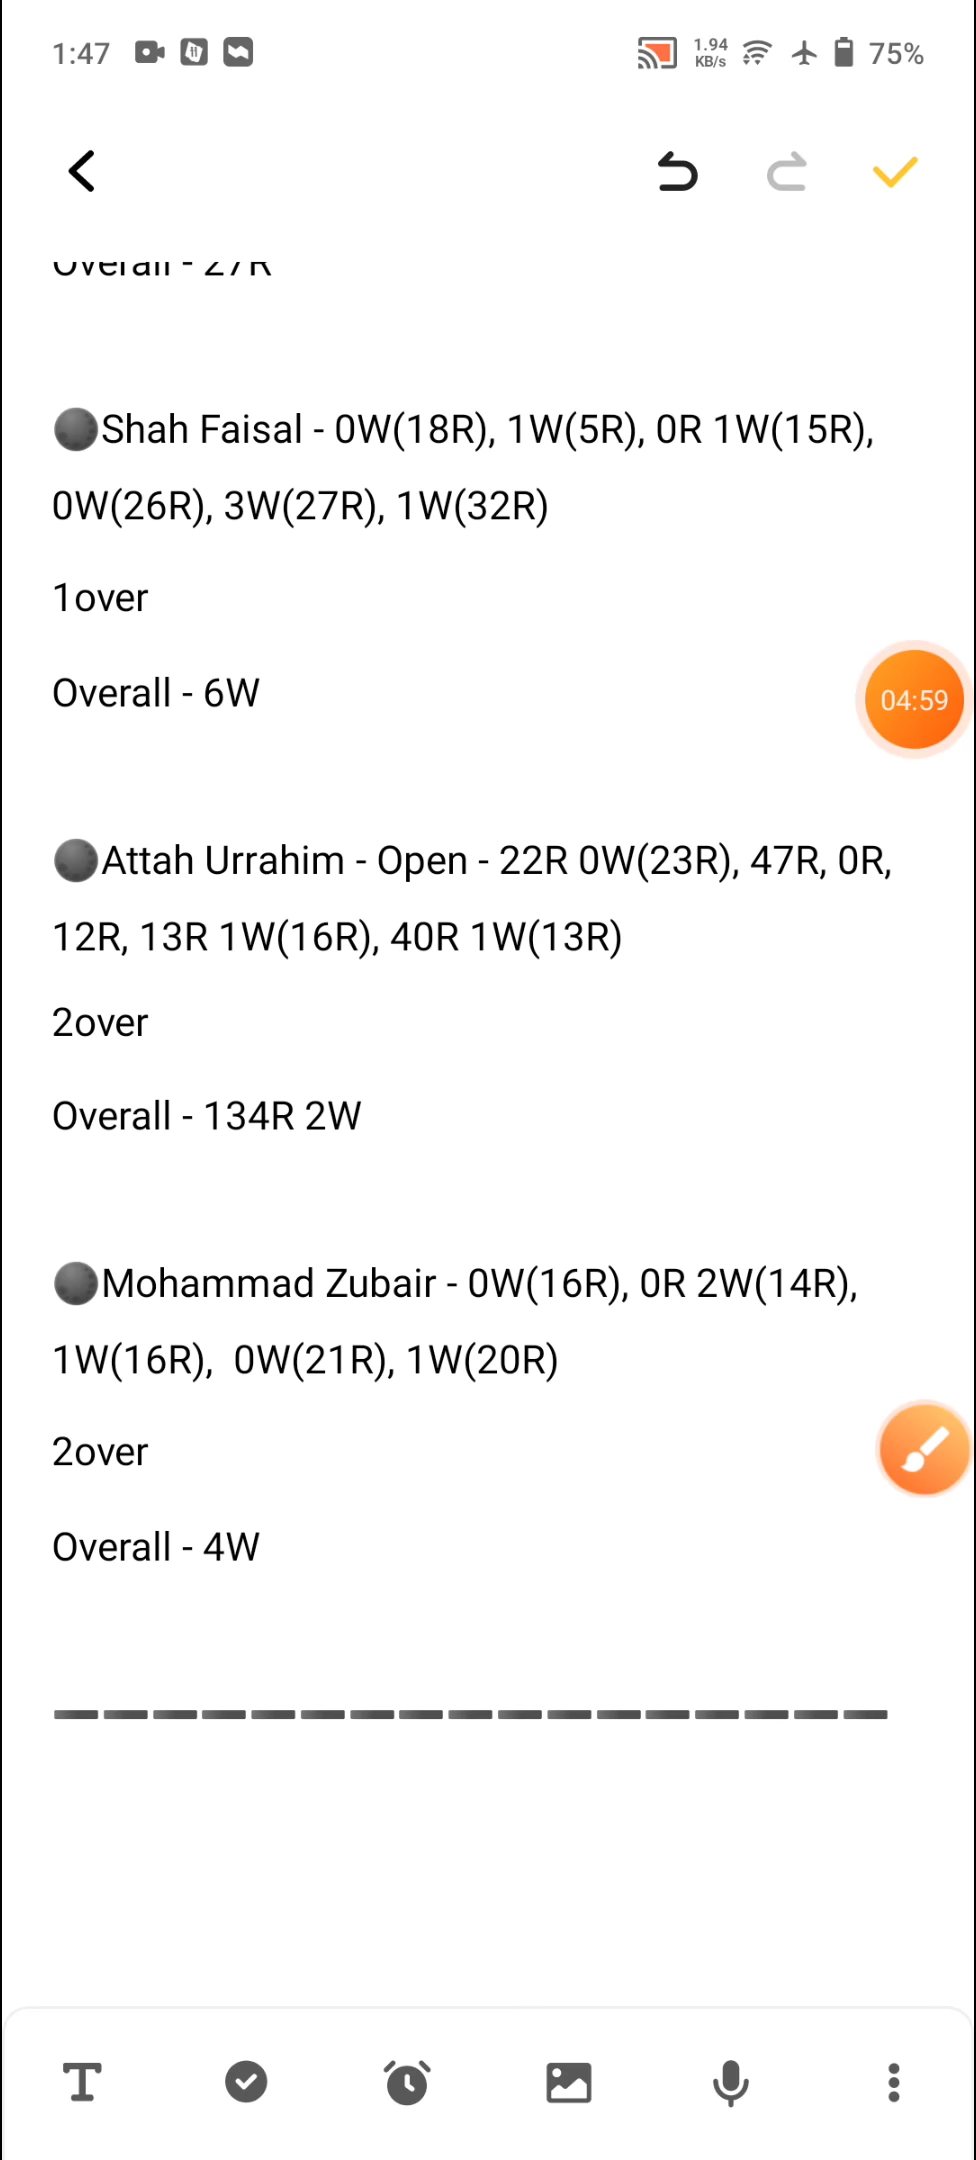 1:47
1.94 KB/s
75%
Overall - 27R
Shah Faisal - 0W(18R), 1W(5R), 0R 1W(15R),
0W(26R), 3W(27R), 1W(32R)
1over
Overall - 6W
04:59
Attah Urrahim - Open - 22R 0W(23R), 47R, 0R,
12R, 13R 1W(16R), 40R 1W(13R)
2over
Overall - 134R 2W
Mohammad Zubair - 0W(16R), 0R 2W(14R),
1W(16R),  0W(21R), 1W(20R)
2over
Overall - 4W